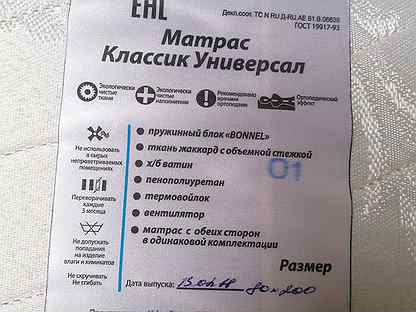 ЕАС
Декл.соот. ТС N RU Д-RU.АЕ 81.В.06638
ГОСТ 19917-93
Матрас
Классик Универсал
Экологически чистые ткани
Экологически чистые наполнители
Рекомендовано врачами ортопедами
Ортопедический эффект
Не использовать в сырых непроветриваемых помещениях
Переворачивать каждые 3 месяца
Не допускать попадания на изделие влаги и химикатов
Не скручивать
Не сгибать
пружинный блок «BONNEL»
ткань жаккард с объемной стежкой
х/б ватин
01
пенополиуретан
термовойлок
вентилятор
матрас с обеих сторон
в одинаковой комплектации
Размер
Дата выпуска: 80×200